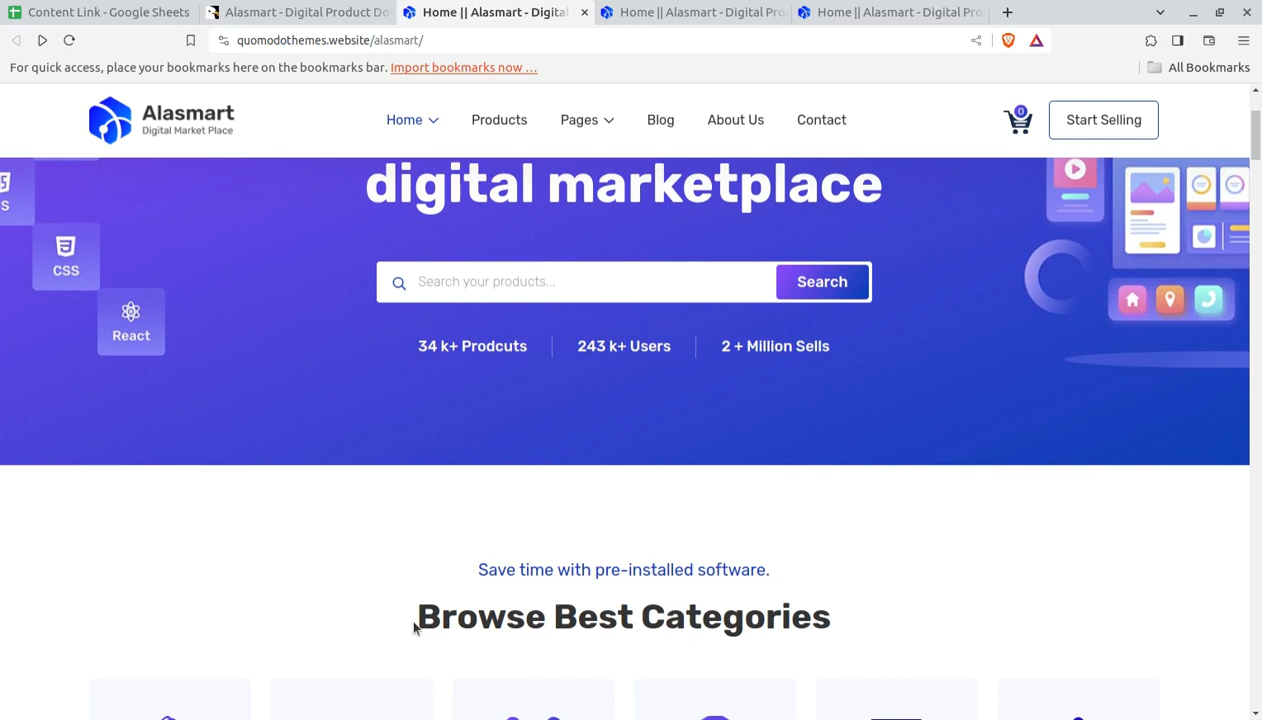 Content Link - Google Sheets
Alasmart - Digital Product Do
Home || Alasmart - Digital
Home || Alasmart - Digital Pro
Home || Alasmart - Digital Pro
quomodothemes.website/alasmart/
For quick access, place your bookmarks here on the bookmarks bar. Import bookmarks now ...
All Bookmarks
Alasmart
Digital Market Place
Home
Products
Pages
Blog
About Us
Contact
0
Start Selling
digital marketplace
S
CSS
React
Search your products...
Search
34 k+ Prodcuts
243 k+ Users
2 + Million Sells
Save time with pre-installed software.
Browse Best Categories